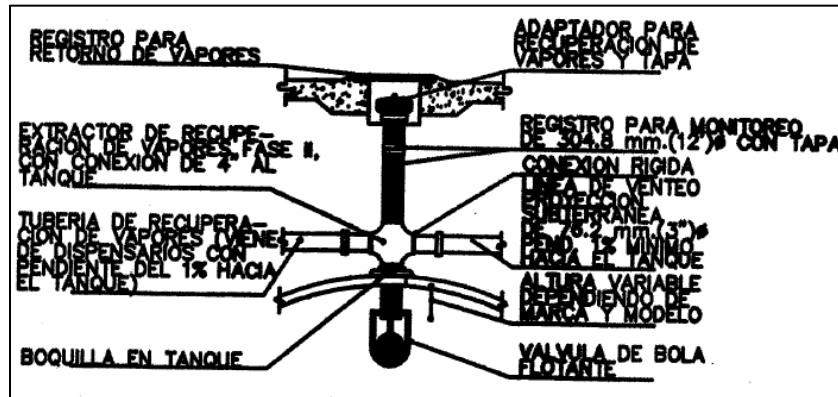 REGISTRO PARA
RETORNO DE VAPORES
EXTRACTOR DE RECUPE-
RACION DE VAPORES FASE II,
CON CONEXION DE 4" AL
TANQUE
TUBERIA DE RECUPERA-
CION DE VAPORES (VIENE
DE DISPENSARIOS CON
PENDIENTE DEL 1% HACIA
EL TANQUE)
BOQUILLA EN TANQUE
ADAPTADOR PARA
RECUPERACION DE
VAPORES Y TAPA
REGISTRO PARA MONITOREO
DE 304.8 mm.(12")ø CON TAPA
CONEXION RIGIDA
LINEA DE VENTEO
PROYECCION
SUBTERRANEA
DE 76.2 mm.(3")ø
PEND. 1% MINIMO
HACIA EL TANQUE
ALTURA VARIABLE
DEPENDIENDO DE
MARCA Y MODELO
VALVULA DE BOLA
FLOTANTE